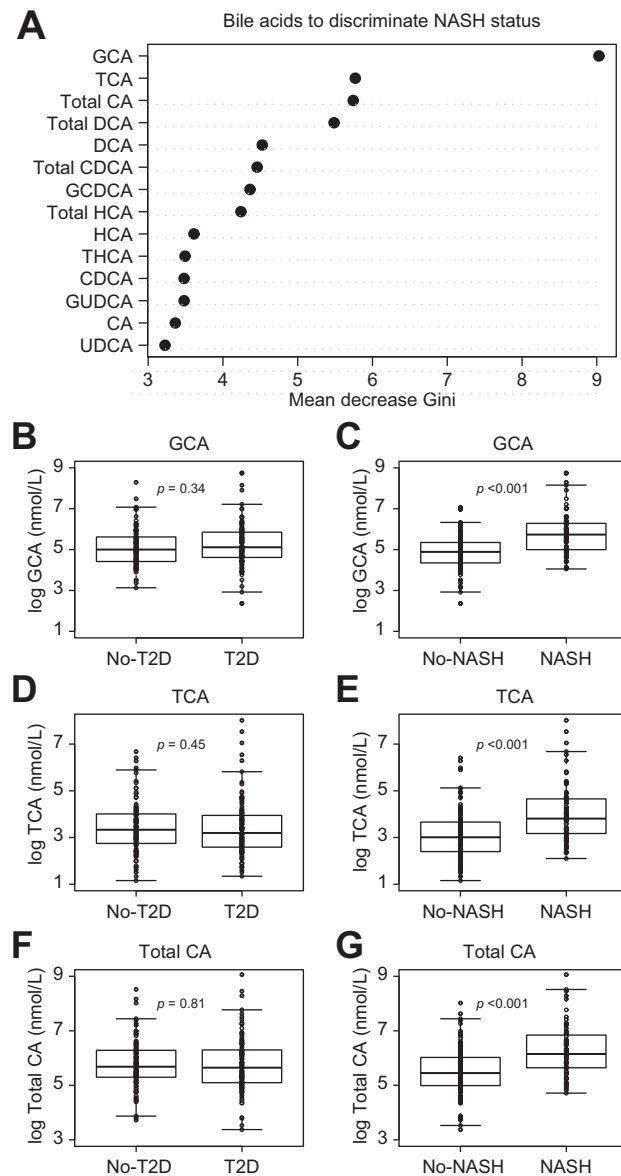 A
Bile acids to discriminate NASH status
GCA
TCA
Total CA
Total DCA
DCA
Total CDCA
GCDCA
Total HCA
HCA
THCA
CDCA
GUDCA
CA
UDCA
3 4 5 6 7 8 9
Mean decrease Gini
B
GCA
log GCA (nmol/L)
9
7
5
3
1
p = 0.34
No-T2D T2D
C
GCA
log GCA (nmol/L)
9
7
5
3
1
p <0.001
No-NASH NASH
D
TCA
log TCA (nmol/L)
7
5
3
1
p = 0.45
No-T2D T2D
E
TCA
log TCA (nmol/L)
7
5
3
1
p <0.001
No-NASH NASH
F
Total CA
log Total CA (nmol/L)
9
7
5
3
p = 0.81
No-T2D T2D
G
Total CA
log Total CA (nmol/L)
9
7
5
3
p <0.001
No-NASH NASH